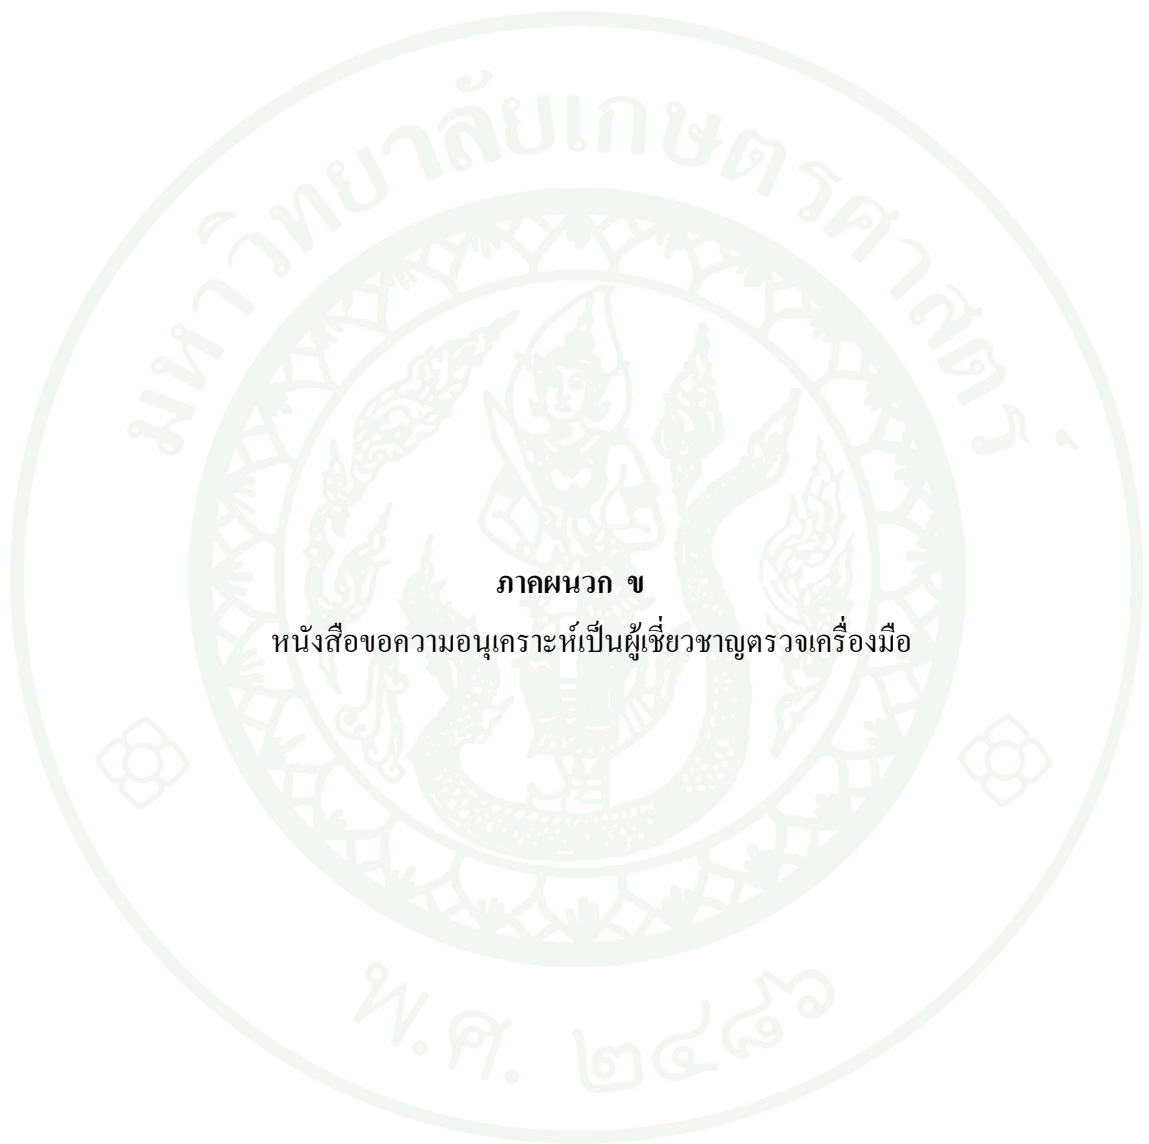 มหาวิทยาลัยเกษตรศาสตร์
ภาคผนวก ข
หนังสือขอความอนุเคราะห์เป็นผู้เชี่ยวชาญตรวจเครื่องมือ
พ.ศ. ๒๔๘๖